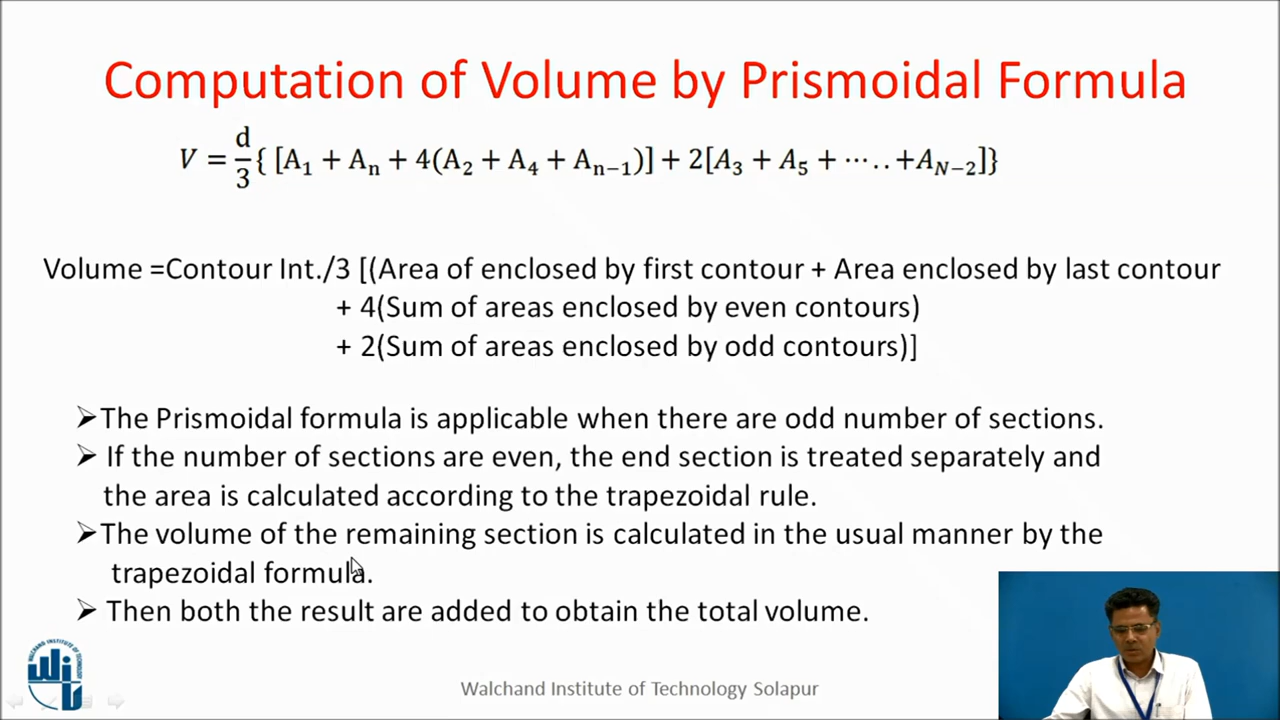 Computation of Volume by Prismoidal Formula
V = d/3 { [A₁ + Aₙ + 4(A₂ + A₄ + Aₙ₋₁)] + 2[A₃ + A₅ + ⋯.. +A_N−2]}
Volume =Contour Int./3 [(Area of enclosed by first contour + Area enclosed by last contour
+ 4(Sum of areas enclosed by even contours)
+ 2(Sum of areas enclosed by odd contours)]
➢The Prismoidal formula is applicable when there are odd number of sections.
➢ If the number of sections are even, the end section is treated separately and
the area is calculated according to the trapezoidal rule.
➢The volume of the remaining section is calculated in the usual manner by the
trapezoidal formula.
➢ Then both the result are added to obtain the total volume.
WALCHAND INSTITUTE OF TECHNOLOGY
WIT
Walchand Institute of Technology Solapur